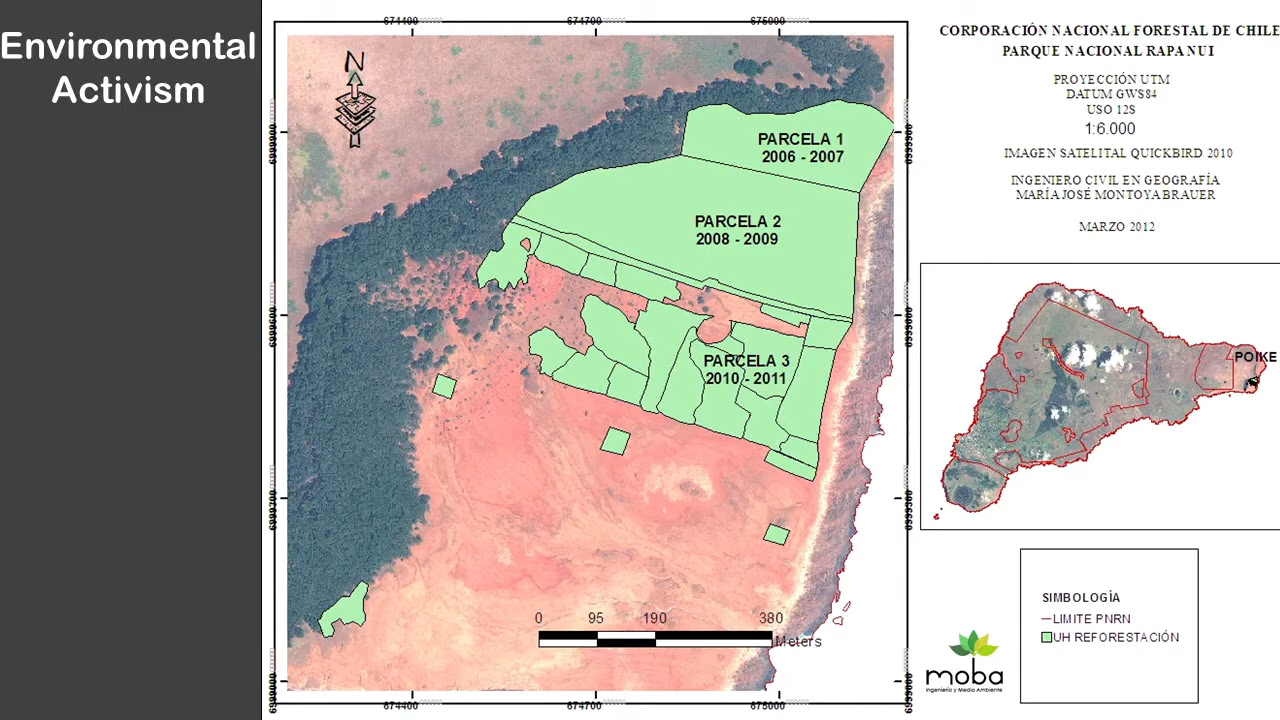 Environmental
Activism
674400
674700
675000
CORPORACIÓN NACIONAL FORESTAL DE CHILE
PARQUE NACIONAL RAPA NUI
PROYECCIÓN UTM
DATUM GWS84
USO 12S
1:6.000
IMAGEN SATELITAL QUICKBIRD 2010
INGENIERO CIVIL EN GEOGRAFÍA
MARÍA JOSÉ MONTOYA BRAUER
MARZO 2012
N
PARCELA 1
2006 - 2007
PARCELA 2
2008 - 2009
PARCELA 3
2010 - 2011
POIKE
0 95 190 380
Meters
SIMBOLOGÍA
LIMITE PNRN
UH REFORESTACIÓN
moba
Ingeniería y Medio Ambiente
674400
674700
675000